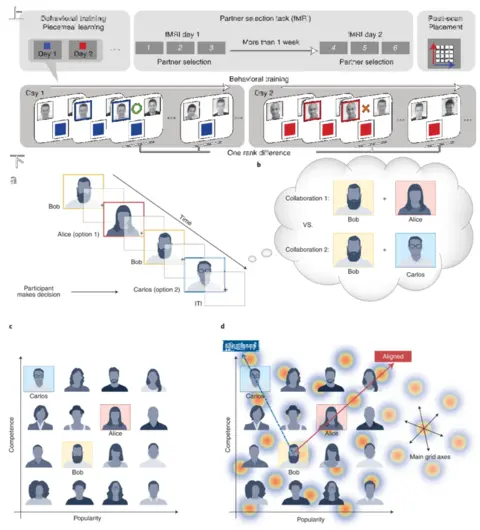 Behavioral training
Piecemeal learning
Day 1
Day 2
...
Partner selection task (fMRI)
fMRI day 1
1 2 3
Partner selection
More than 1 week
fMRI day 2
4 5 6
Partner selection
Post-scan
Placement
Behavioral training
Day 1
...
...
Day 2
...
...
One rank difference
Bob
Alice (option 1)
Bob
Carlos (option 2)
ITI
Time
Participant
makes decision
b
Collaboration 1:
+
Bob
Alice
VS.
Collaboration 2:
+
Bob
Carlos
c
Competence
Carlos
Alice
Bob
Popularity
d
Competence
Aligned
Carlos
Alice
Bob
Main grid axes
Popularity